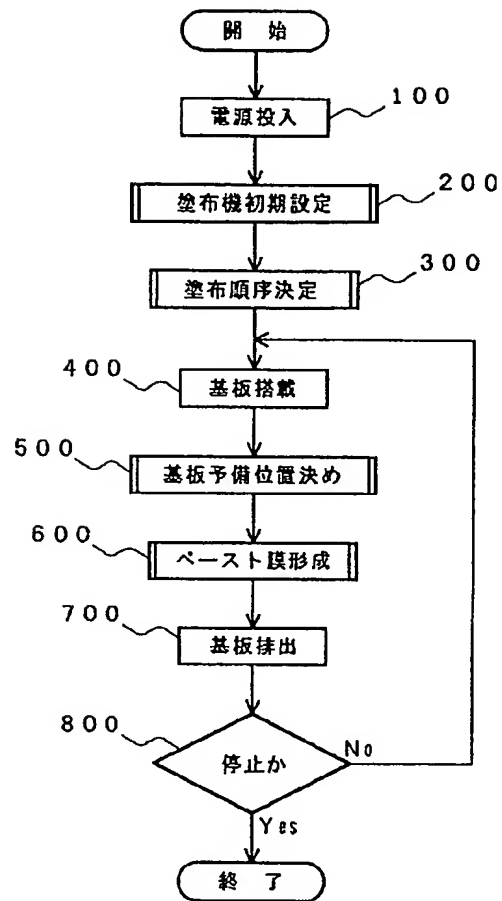 開 始
100
電源投入
200
塗布機初期設定
300
塗布順序決定
400
基板搭載
500
基板予備位置決め
600
ペースト膜形成
700
基板排出
800
停止か
No
Yes
終 了